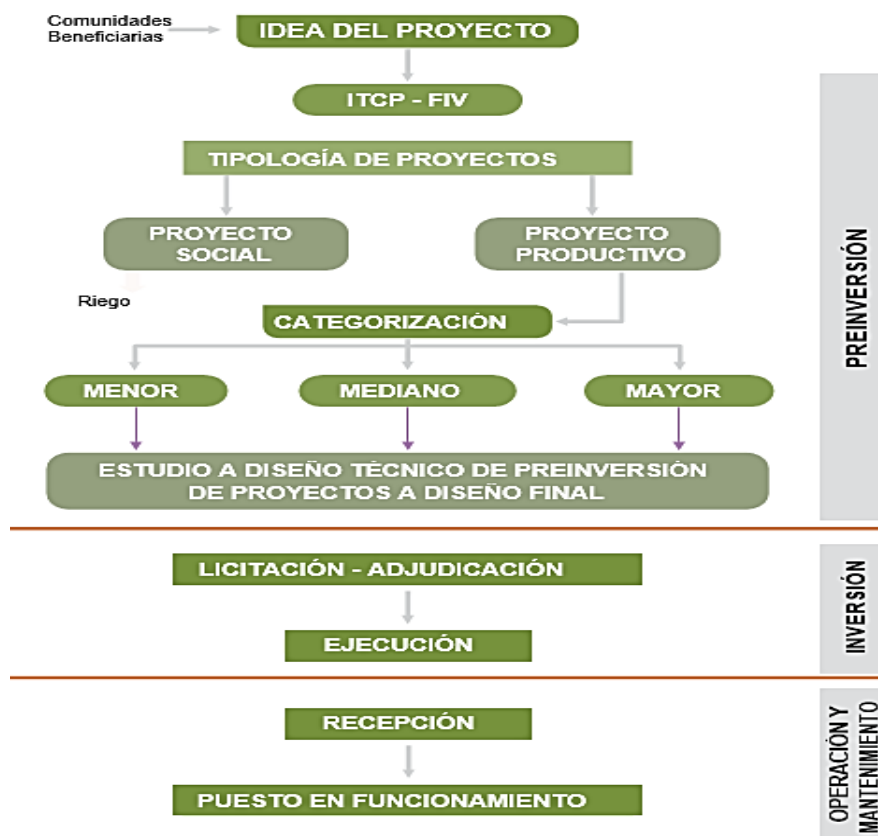 Comunidades
Beneficiarias
IDEA DEL PROYECTO
ITCP - FIV
TIPOLOGÍA DE PROYECTOS
PROYECTO
SOCIAL
PROYECTO
PRODUCTIVO
Riego
CATEGORIZACIÓN
MENOR
MEDIANO
MAYOR
ESTUDIO A DISEÑO TÉCNICO DE PREINVERSIÓN
DE PROYECTOS A DISEÑO FINAL
PREINVERSIÓN
LICITACIÓN - ADJUDICACIÓN
EJECUCIÓN
INVERSIÓN
RECEPCIÓN
PUESTO EN FUNCIONAMIENTO
OPERACIÓN Y
MANTENIMIENTO